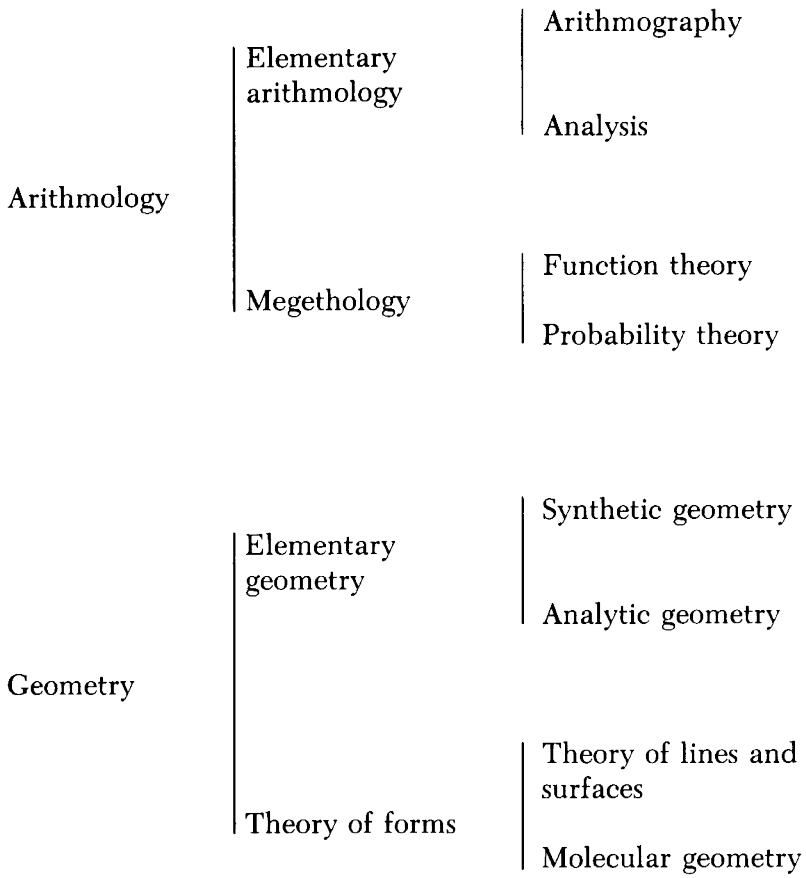 Arithmology
Elementary
arithmology
Arithmography
Analysis
Megethology
Function theory
Probability theory
Geometry
Elementary
geometry
Synthetic geometry
Analytic geometry
Theory of forms
Theory of lines and
surfaces
Molecular geometry